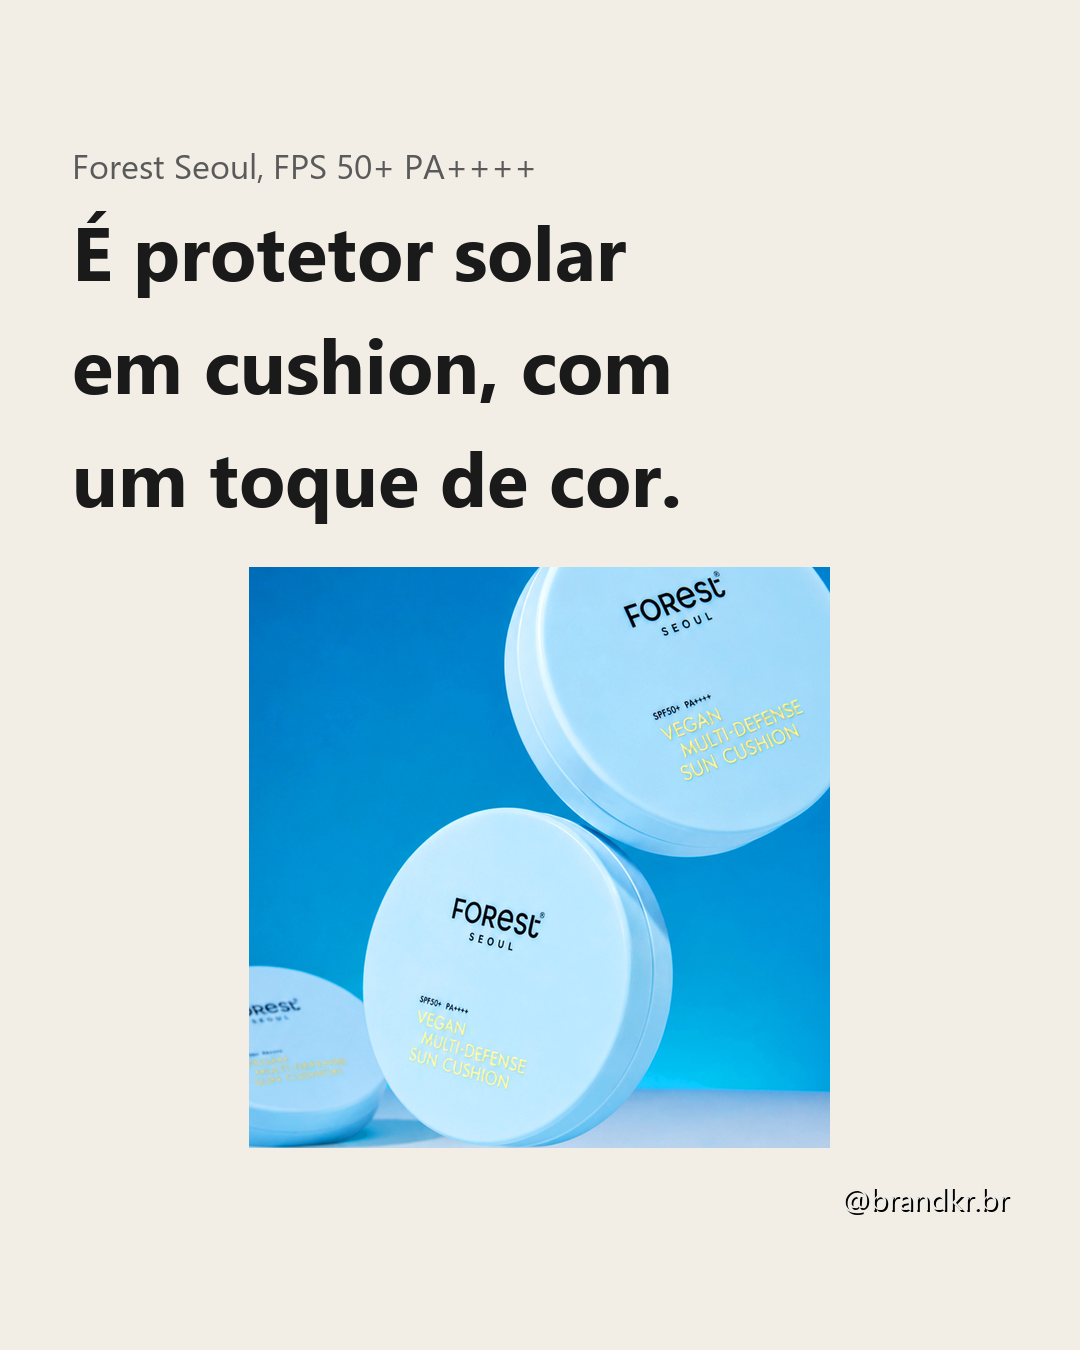 Forest Seoul, FPS 50+ PA++++
É protetor solar
em cushion, com
um toque de cor.
FOREST®
SEOUL
SPF50+ PA++++
VEGAN
MULTI-DEFENSE
SUN CUSHION
FOREST®
SEOUL
SPF50+ PA++++
VEGAN
MULTI-DEFENSE
SUN CUSHION
SEOUL
@brandkr.br